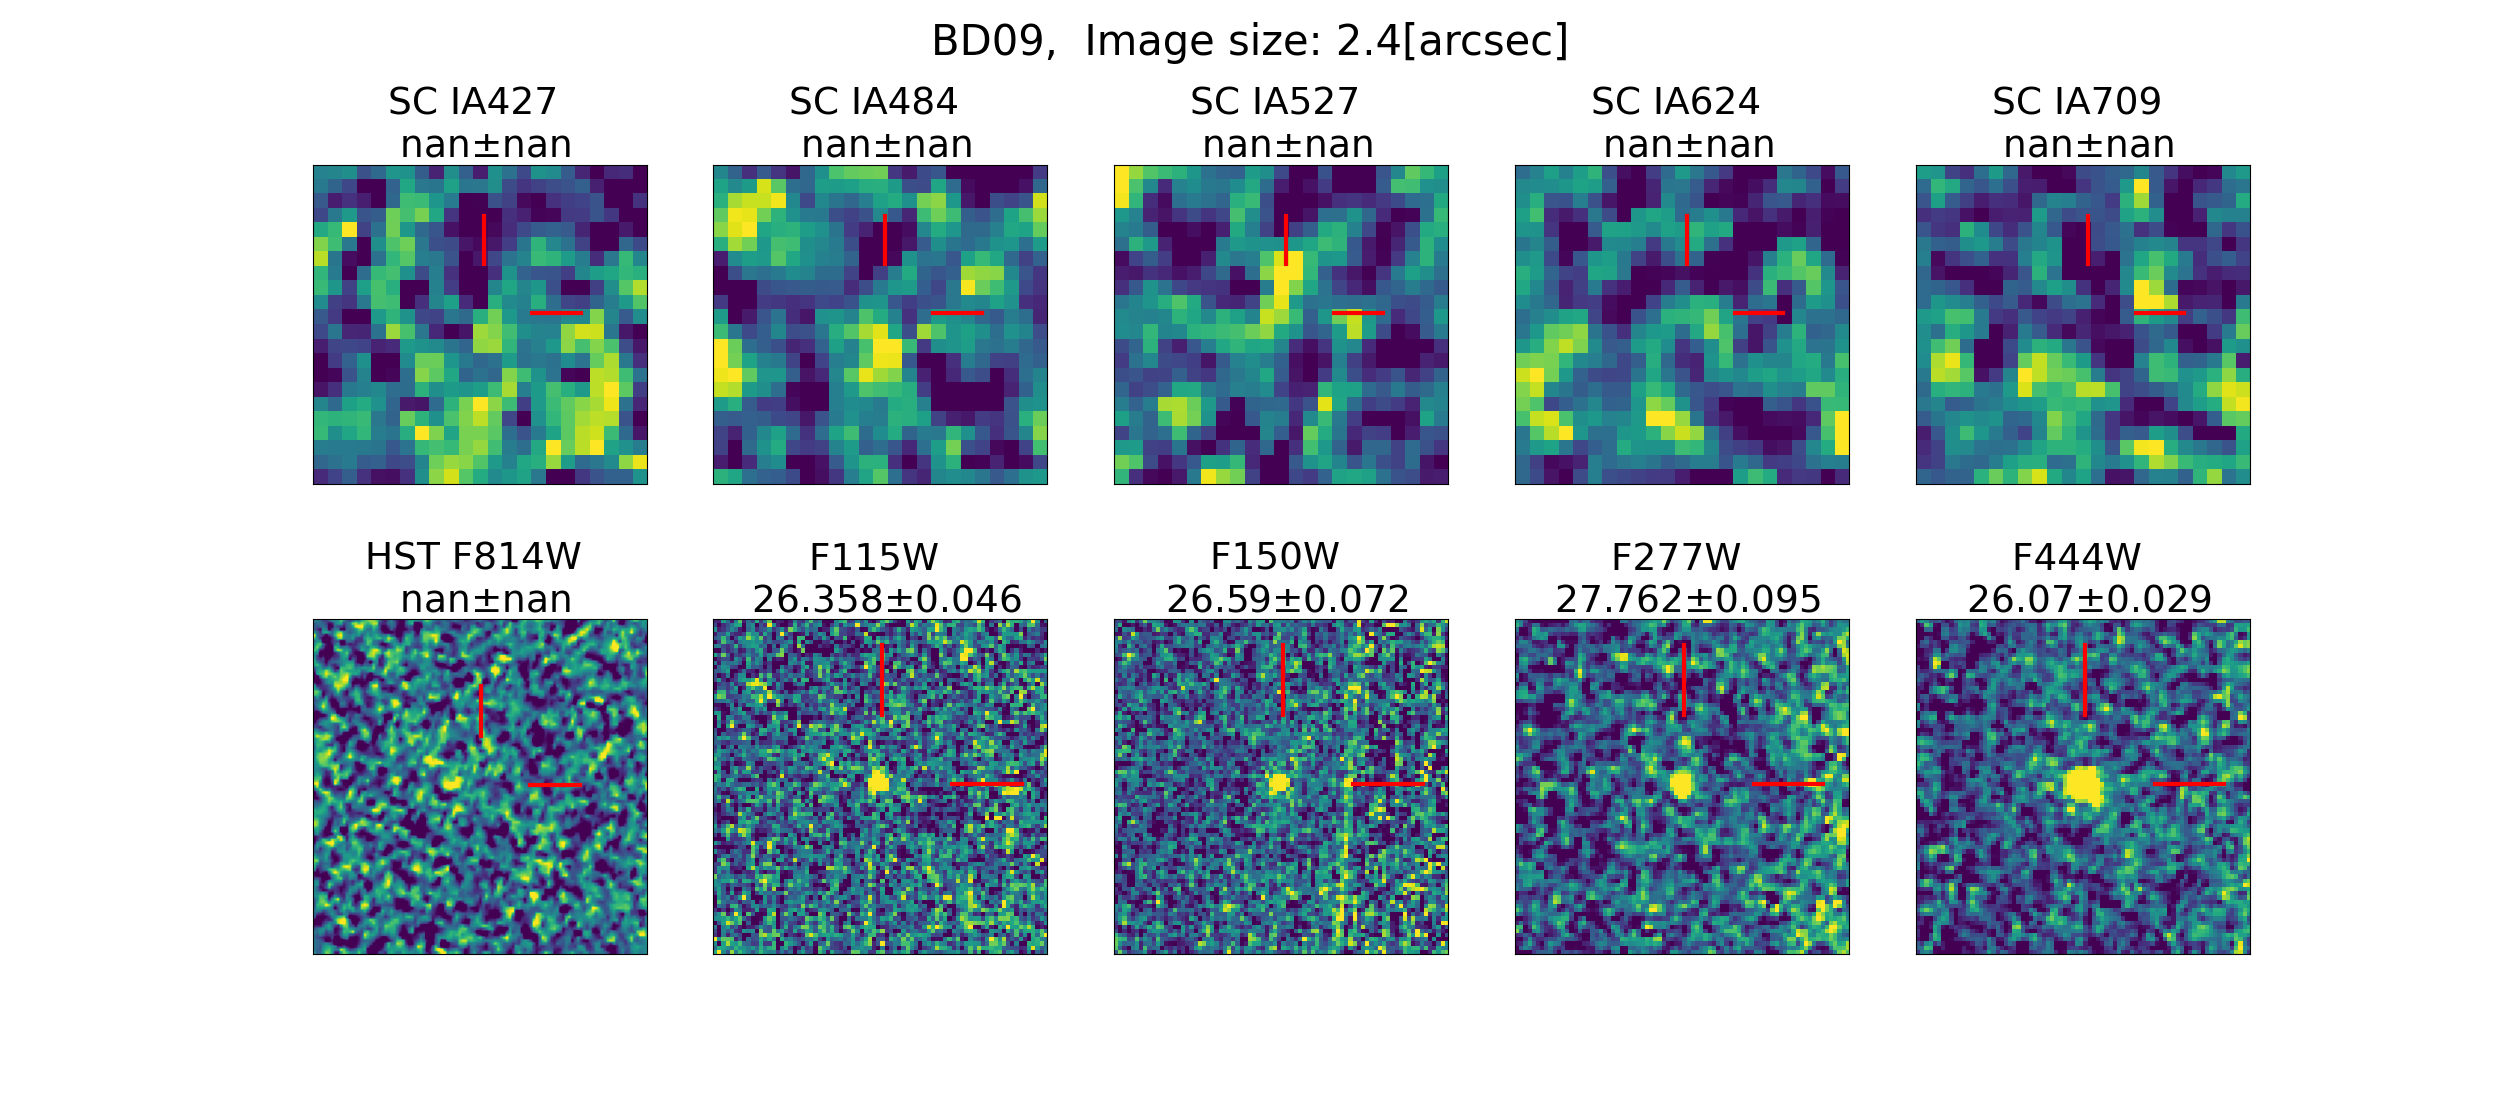 BD09, Image size: 2.4[arcsec]
SC IA427
nan±nan
SC IA484
nan±nan
SC IA527
nan±nan
SC IA624
nan±nan
SC IA709
nan±nan
HST F814W
nan±nan
F115W
26.358±0.046
F150W
26.59±0.072
F277W
27.762±0.095
F444W
26.07±0.029